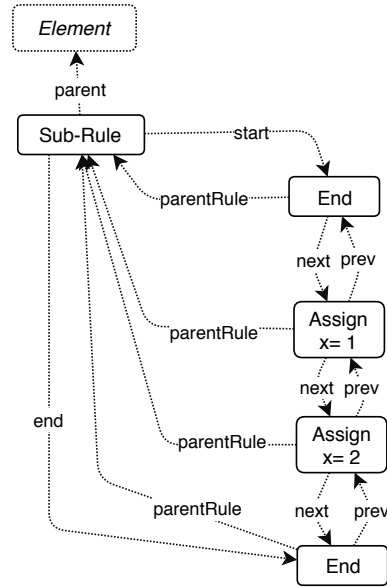 Element
parent
Sub-Rule
start
parentRule
End
next
prev
parentRule
Assign
x= 1
next
prev
end
parentRule
Assign
x= 2
parentRule
next
prev
End